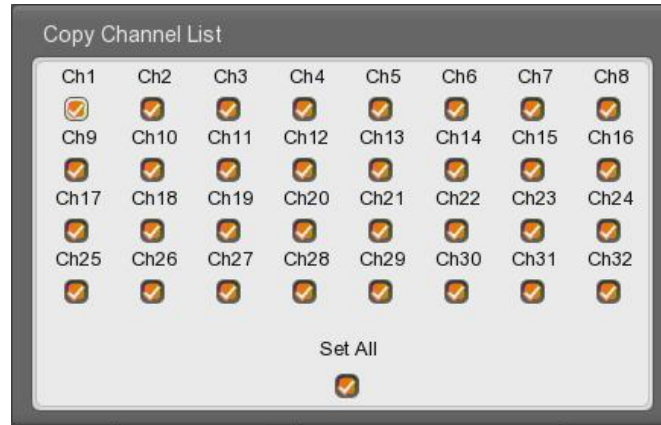 Copy Channel List
Ch1 Ch2 Ch3 Ch4 Ch5 Ch6 Ch7 Ch8
Ch9 Ch10 Ch11 Ch12 Ch13 Ch14 Ch15 Ch16
Ch17 Ch18 Ch19 Ch20 Ch21 Ch22 Ch23 Ch24
Ch25 Ch26 Ch27 Ch28 Ch29 Ch30 Ch31 Ch32
Set All